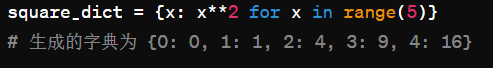 square_dict = {x: x**2 for x in range(5)}
# 生成的字典为 {0: 0, 1: 1, 2: 4, 3: 9, 4: 16}